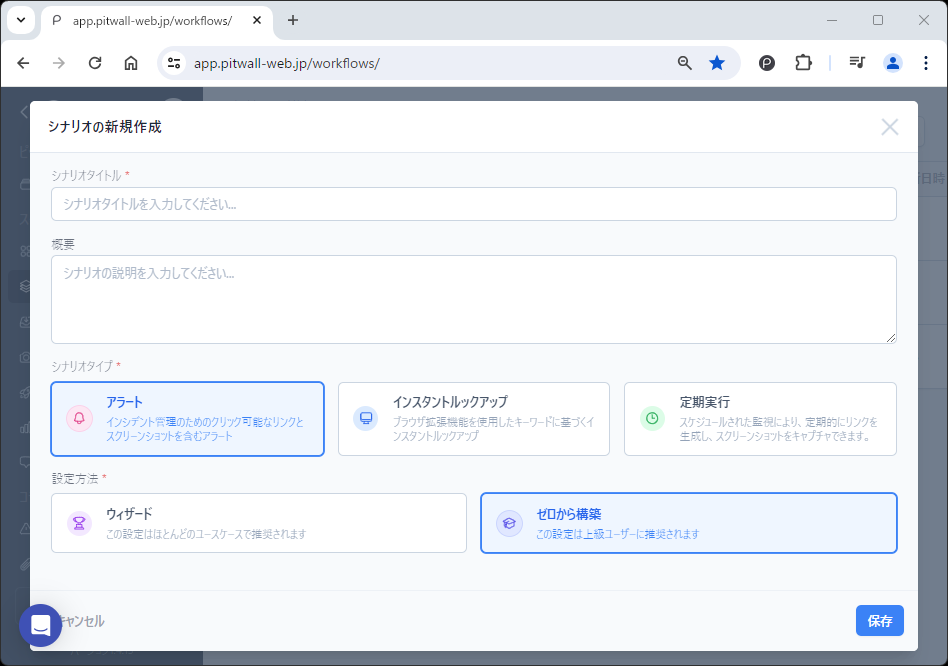 app.pitwall-web.jp/workflows/
app.pitwall-web.jp/workflows/
シナリオの新規作成
シナリオタイトル *
シナリオタイトルを入力してください...
概要
シナリオの説明を入力してください...
シナリオタイプ *
アラート
インシデント管理のためのクリック可能なリンクと
スクリーンショットを含むアラート
インスタントルックアップ
ブラウザ拡張機能を使用したキーワードに基づくイ
ンスタントルックアップ
定期実行
スケジュールされた監視により、定期的にリンクを
生成し、スクリーンショットをキャプチャできます。
設定方法 *
ウィザード
この設定はほとんどのユースケースで推奨されます
ゼロから構築
この設定は上級ユーザーに推奨されます
キャンセル
保存
日時